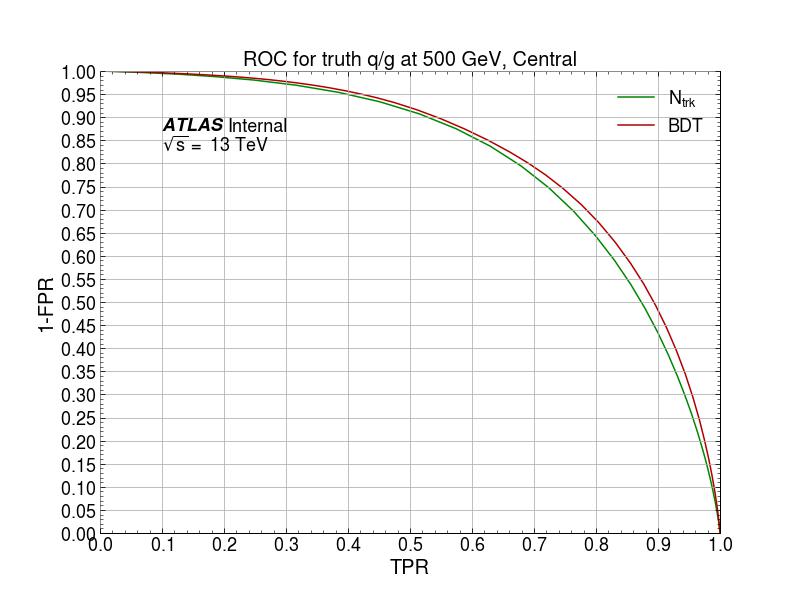 ROC for truth q/g at 500 GeV, Central
1.00
0.95
0.90
0.85
0.80
0.75
0.70
0.65
0.60
0.55
0.50
0.45
0.40
0.35
0.30
0.25
0.20
0.15
0.10
0.05
0.00
1-FPR
ATLAS Internal
√s = 13 TeV
Ntrk
BDT
0.0 0.1 0.2 0.3 0.4 0.5 0.6 0.7 0.8 0.9 1.0
TPR